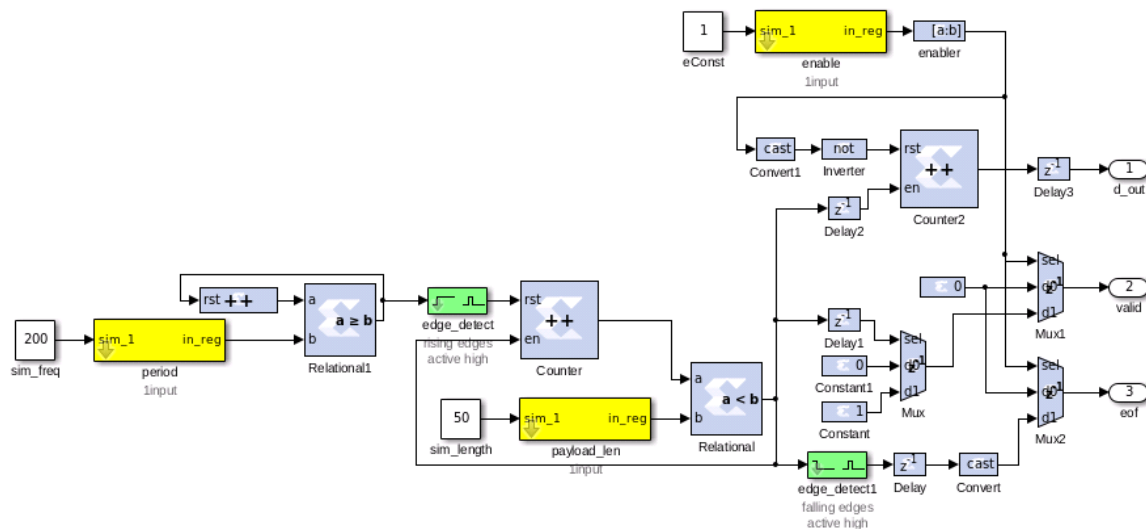 1
eConst
sim_1
in_reg
enable
1input
[a:b]
enabler
cast
Convert1
not
Inverter
rst
en
++
Counter2
z-1
Delay3
1
d_out
z-1
Delay2
200
sim_freq
sim_1
in_reg
period
1input
rst ++
a
b
a ≥ b
Relational1
edge_detect
rising edges
active high
rst
en
++
Counter
50
sim_length
sim_1
in_reg
payload_len
1input
a
b
a < b
Relational
z-1
Delay1
0
Constant1
1
Constant
sel
d0
d1
z-1
Mux
0
sel
d0
d1
z-1
Mux1
2
valid
sel
d0
d1
z-1
Mux2
3
eof
edge_detect1
falling edges
active high
z-1
Delay
cast
Convert